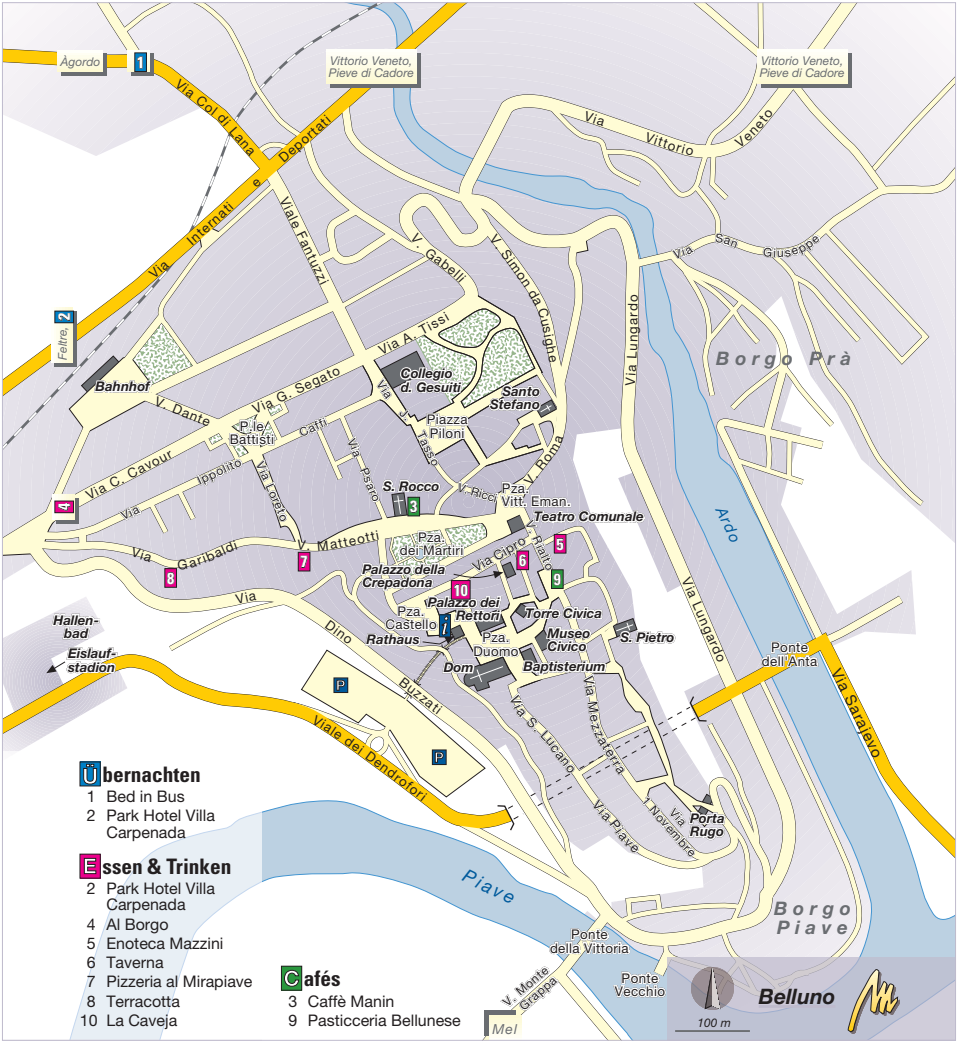 Àgordo
1
Vittorio Veneto,
Pieve di Cadore
Vittorio Veneto,
Pieve di Cadore
Via Col di Lana
Via Internati e Deportati
Via Vittorio Veneto
Viale Fantuzzi
V. Gabelli
V. Simon da Cusighe
Via San Giuseppe
Via Lungardo
Feltre,
2
Bahnhof
Via A. Tissi
Collegio
d. Gesuiti
Borgo Prà
V. Dante
Via G. Segato
Santo
Stefano
P.le
Battisti
Via Ippolito Caffi
Via J. Tasso
Piazza
Piloni
Via C. Cavour
Via Psaro
V. Roma
Via Loreto
S. Rocco
3
V. Ricci
Pza.
Vitt. Eman.
4
Teatro Comunale
Ardo
Via Garibaldi
V. Matteotti
Pza.
dei Martiri
V. Rialto
5
7
Via Cipro
6
8
Palazzo della
Crepadona
9
10
Via Dino Buzzati
Palazzo dei
Rettori
Torre Civica
Pza.
Castello
i
Rathaus
Pza.
Duomo
Museo
Civico
S. Pietro
Via Lungardo
Hallen-
bad
Eislauf-
stadion
Dom
Baptisterium
Ponte
dell'Anta
P
Via S. Lucano
Via Mezzaterra
Via Sarajevo
P
Viale dei Dendrofori
Via Piave
Via 1 Novembre
Porta
Rugo
Übernachten
1 Bed in Bus
2 Park Hotel Villa
Carpenada
Essen & Trinken
2 Park Hotel Villa
Carpenada
4 Al Borgo
5 Enoteca Mazzini
6 Taverna
7 Pizzeria al Mirapiave
8 Terracotta
10 La Caveja
Cafés
3 Caffè Manin
9 Pasticceria Bellunese
Piave
Borgo
Piave
Ponte
della Vittoria
Ponte
Vecchio
V. Monte
Grappa
Mel
100 m
Belluno